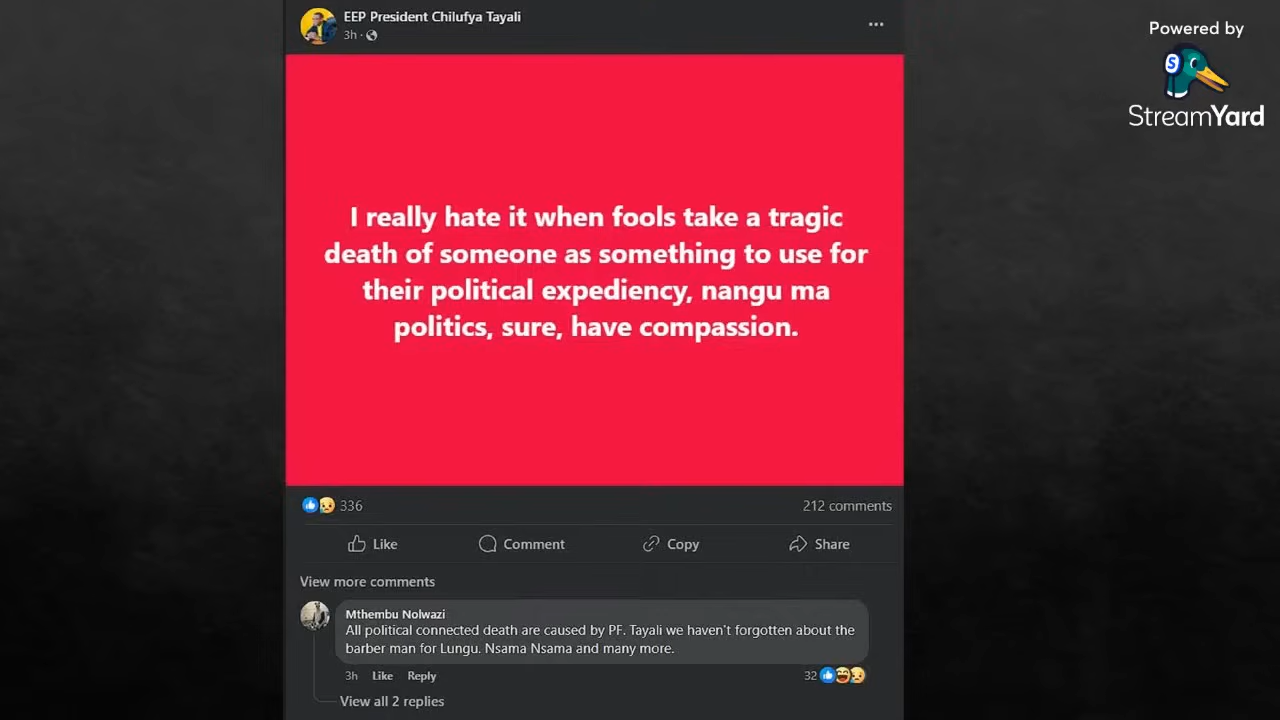 EEP President Chilufya Tayali
3h ·
Powered by
S
StreamYard
I really hate it when fools take a tragic
death of someone as something to use for
their political expediency, nangu ma
politics, sure, have compassion.
336
212 comments
Like
Comment
Copy
Share
View more comments
Mthembu Nolwazi
All political connected death are caused by PF. Tayali we haven't forgotten about the
barber man for Lungu. Nsama Nsama and many more.
3h Like Reply
32
View all 2 replies